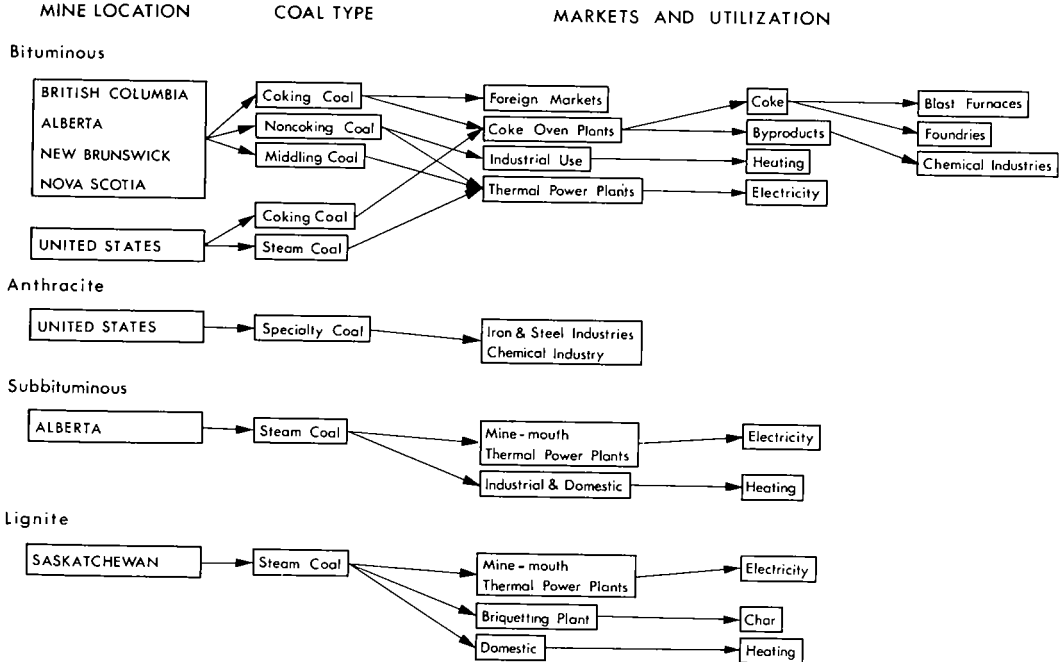 MINE LOCATION COAL TYPE MARKETS AND UTILIZATION
Bituminous
BRITISH COLUMBIA
ALBERTA
NEW BRUNSWICK
NOVA SCOTIA
Coking Coal
Noncoking Coal
Middling Coal
Foreign Markets
Coke Oven Plants
Industrial Use
Thermal Power Plants
Coke
Byproducts
Heating
Electricity
Blast Furnaces
Foundries
Chemical Industries
UNITED STATES
Coking Coal
Steam Coal
Anthracite
UNITED STATES
Specialty Coal
Iron & Steel Industries
Chemical Industry
Subbituminous
ALBERTA
Steam Coal
Mine-mouth
Thermal Power Plants
Electricity
Industrial & Domestic
Heating
Lignite
SASKATCHEWAN
Steam Coal
Mine-mouth
Thermal Power Plants
Electricity
Briquetting Plant
Char
Domestic
Heating